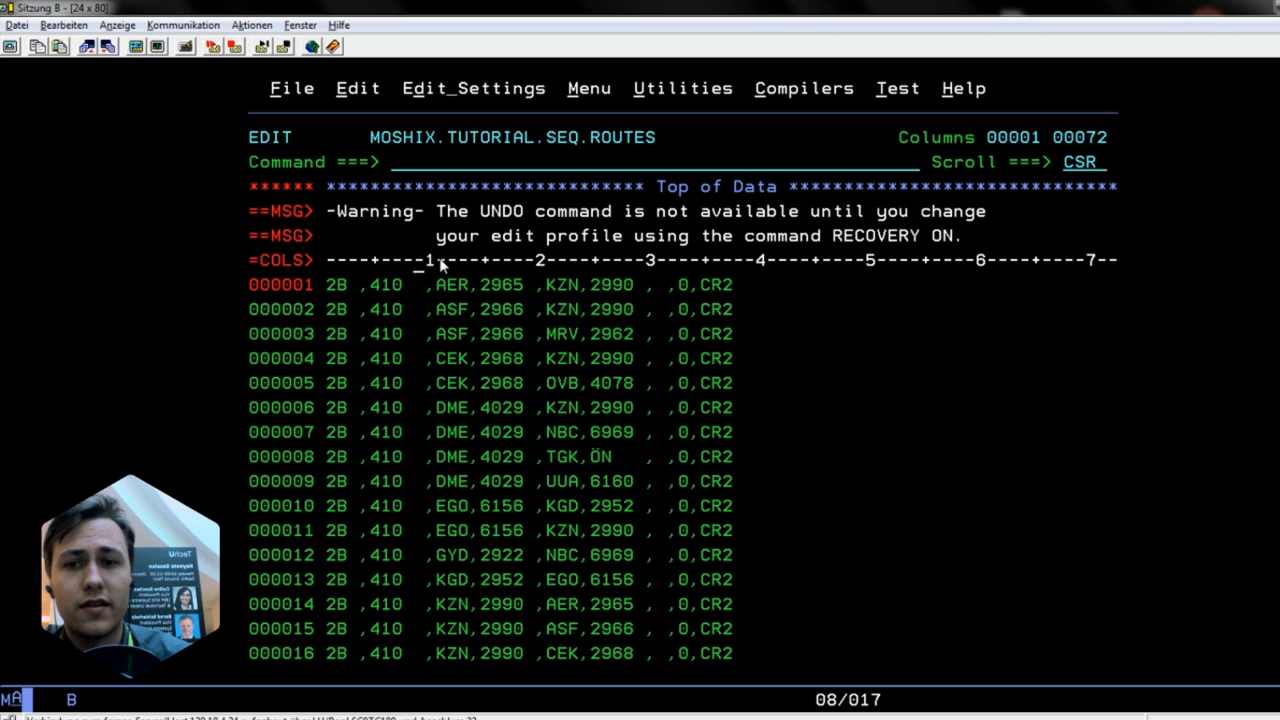 Sitzung B - [24 x 80]
Datei Bearbeiten Anzeige Kommunikation Aktionen Fenster Hilfe
File Edit Edit_Settings Menu Utilities Compilers Test Help
EDIT MOSHIX.TUTORIAL.SEQ.ROUTES Columns 00001 00072
Command ===> Scroll ===> CSR
****** **************************** Top of Data ******************************
==MSG> -Warning- The UNDO command is not available until you change
==MSG> your edit profile using the command RECOVERY ON.
=COLS> ----+----1----+----2----+----3----+----4----+----5----+----6----+----7--
000001 2B ,410 ,AER,2965 ,KZN,2990 , ,0,CR2
000002 2B ,410 ,ASF,2966 ,KZN,2990 , ,0,CR2
000003 2B ,410 ,ASF,2966 ,MRV,2962 , ,0,CR2
000004 2B ,410 ,CEK,2968 ,KZN,2990 , ,0,CR2
000005 2B ,410 ,CEK,2968 ,OVB,4078 , ,0,CR2
000006 2B ,410 ,DME,4029 ,KZN,2990 , ,0,CR2
000007 2B ,410 ,DME,4029 ,NBC,6969 , ,0,CR2
000008 2B ,410 ,DME,4029 ,TGK,ÖN , ,0,CR2
000009 2B ,410 ,DME,4029 ,UUA,6160 , ,0,CR2
000010 2B ,410 ,EGO,6156 ,KGD,2952 , ,0,CR2
000011 2B ,410 ,EGO,6156 ,KZN,2990 , ,0,CR2
000012 2B ,410 ,GYD,2922 ,NBC,6969 , ,0,CR2
000013 2B ,410 ,KGD,2952 ,EGO,6156 , ,0,CR2
000014 2B ,410 ,KZN,2990 ,AER,2965 , ,0,CR2
000015 2B ,410 ,KZN,2990 ,ASF,2966 , ,0,CR2
000016 2B ,410 ,KZN,2990 ,CEK,2968 , ,0,CR2
TechU
Keynote Session
MA B 08/017